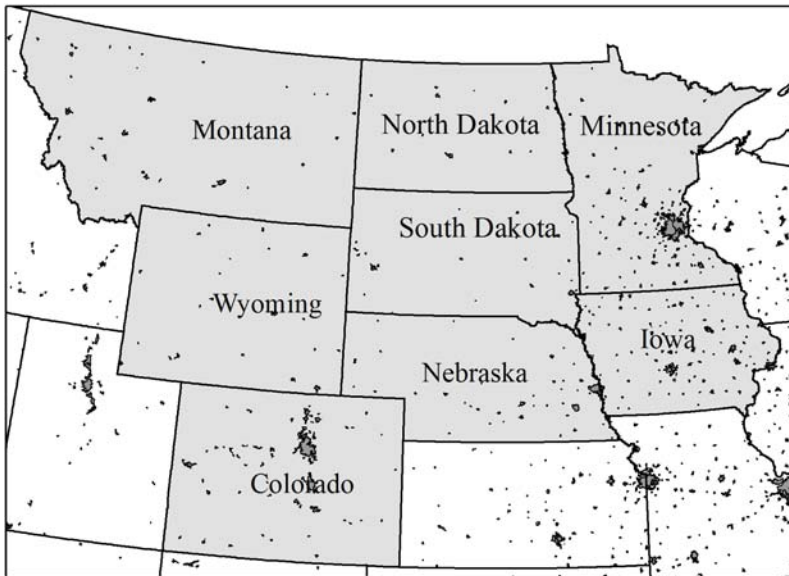 Montana
North Dakota
Minnesota
South Dakota
Wyoming
Iowa
Nebraska
Colorado